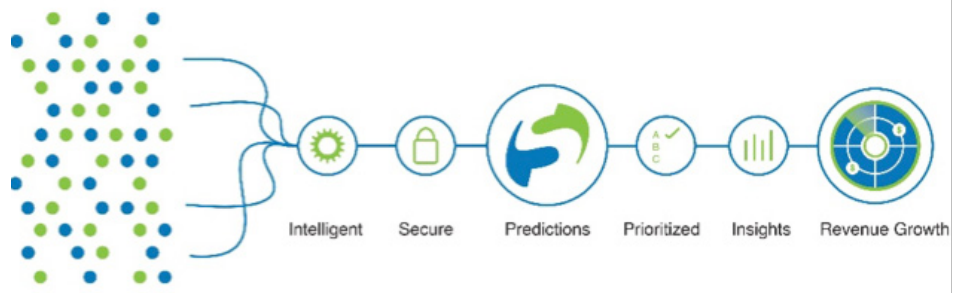 A
B
C
$
$
Intelligent Secure Predictions Prioritized Insights Revenue Growth